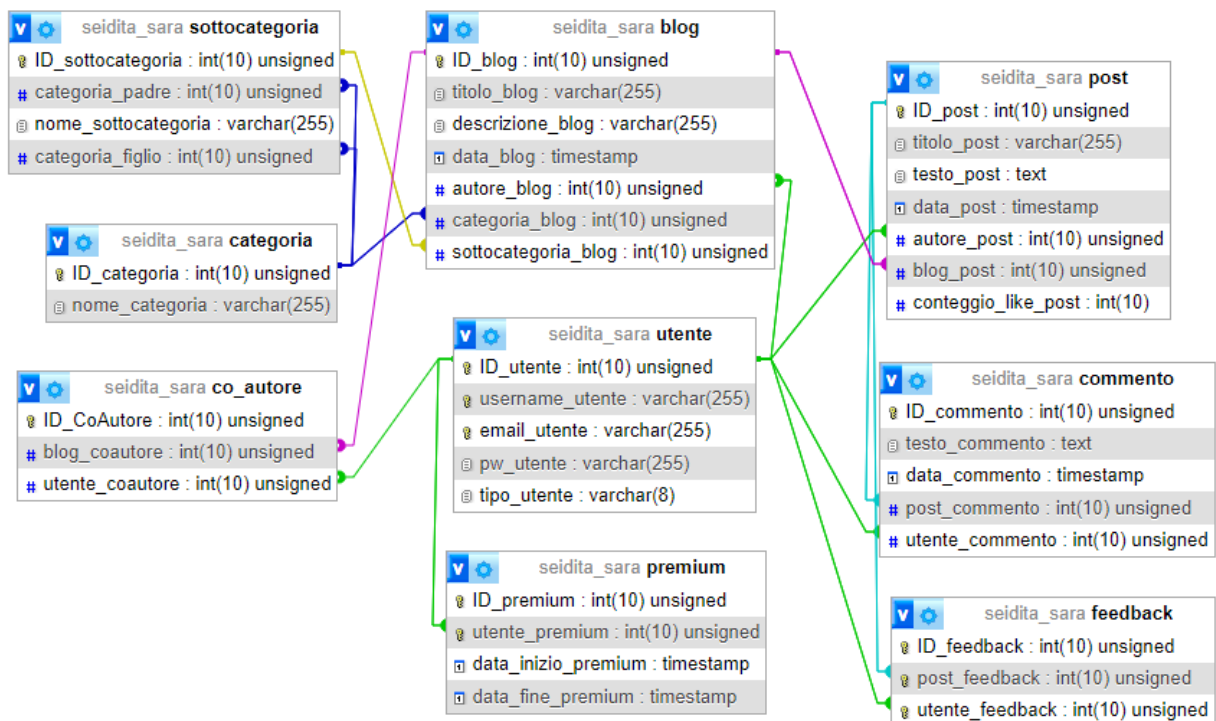 V seidita_sara sottocategoria
ID_sottocategoria : int(10) unsigned
# categoria_padre : int(10) unsigned
nome_sottocategoria : varchar(255)
# categoria_figlio : int(10) unsigned
V seidita_sara categoria
ID_categoria : int(10) unsigned
nome_categoria : varchar(255)
V seidita_sara co_autore
ID_CoAutore : int(10) unsigned
# blog_coautore : int(10) unsigned
# utente_coautore : int(10) unsigned
V seidita_sara blog
ID_blog : int(10) unsigned
titolo_blog : varchar(255)
descrizione_blog : varchar(255)
data_blog : timestamp
# autore_blog : int(10) unsigned
# categoria_blog : int(10) unsigned
# sottocategoria_blog : int(10) unsigned
V seidita_sara utente
ID_utente : int(10) unsigned
username_utente : varchar(255)
email_utente : varchar(255)
pw_utente : varchar(255)
tipo_utente : varchar(8)
V seidita_sara premium
ID_premium : int(10) unsigned
utente_premium : int(10) unsigned
data_inizio_premium : timestamp
data_fine_premium : timestamp
V seidita_sara post
ID_post : int(10) unsigned
titolo_post : varchar(255)
testo_post : text
data_post : timestamp
# autore_post : int(10) unsigned
# blog_post : int(10) unsigned
# conteggio_like_post : int(10)
V seidita_sara commento
ID_commento : int(10) unsigned
testo_commento : text
data_commento : timestamp
# post_commento : int(10) unsigned
# utente_commento : int(10) unsigned
V seidita_sara feedback
ID_feedback : int(10) unsigned
post_feedback : int(10) unsigned
utente_feedback : int(10) unsigned